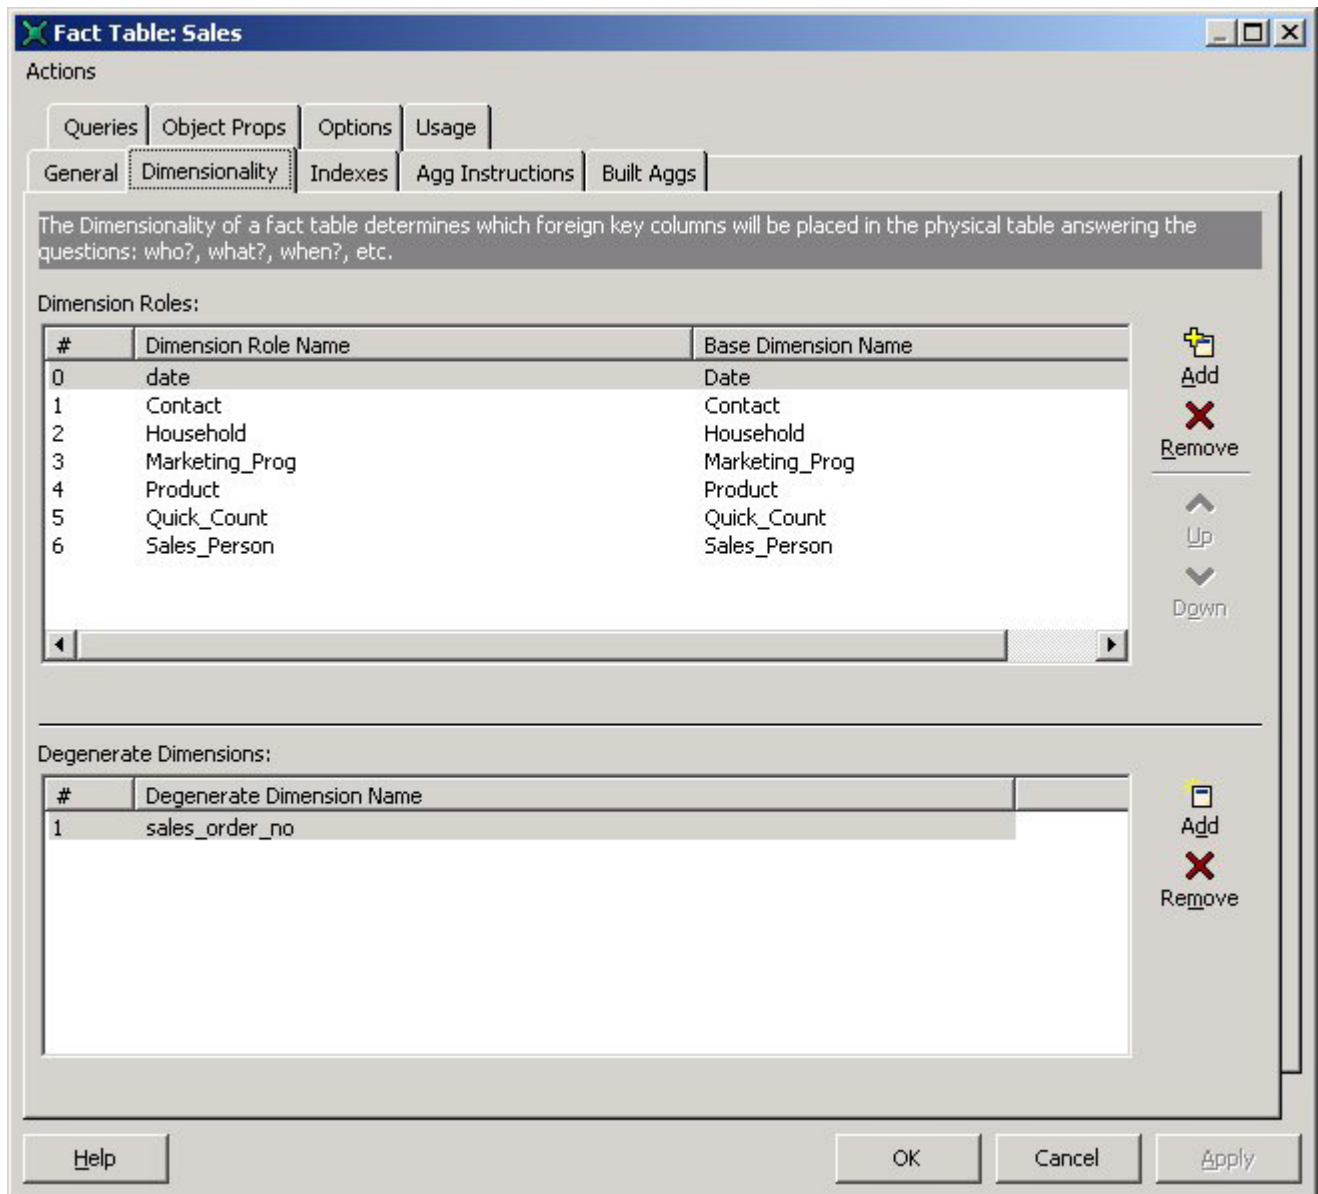 Fact Table: Sales
Actions
Queries Object Props Options Usage
General Dimensionality Indexes Agg Instructions Built Aggs
The Dimensionality of a fact table determines which foreign key columns will be placed in the physical table answering the
questions: who?, what?, when?, etc.
Dimension Roles:
# Dimension Role Name Base Dimension Name
0 date Date
1 Contact Contact
2 Household Household
3 Marketing_Prog Marketing_Prog
4 Product Product
5 Quick_Count Quick_Count
6 Sales_Person Sales_Person
Add
Remove
Up
Down
Degenerate Dimensions:
# Degenerate Dimension Name
1 sales_order_no
Add
Remove
Help OK Cancel Apply